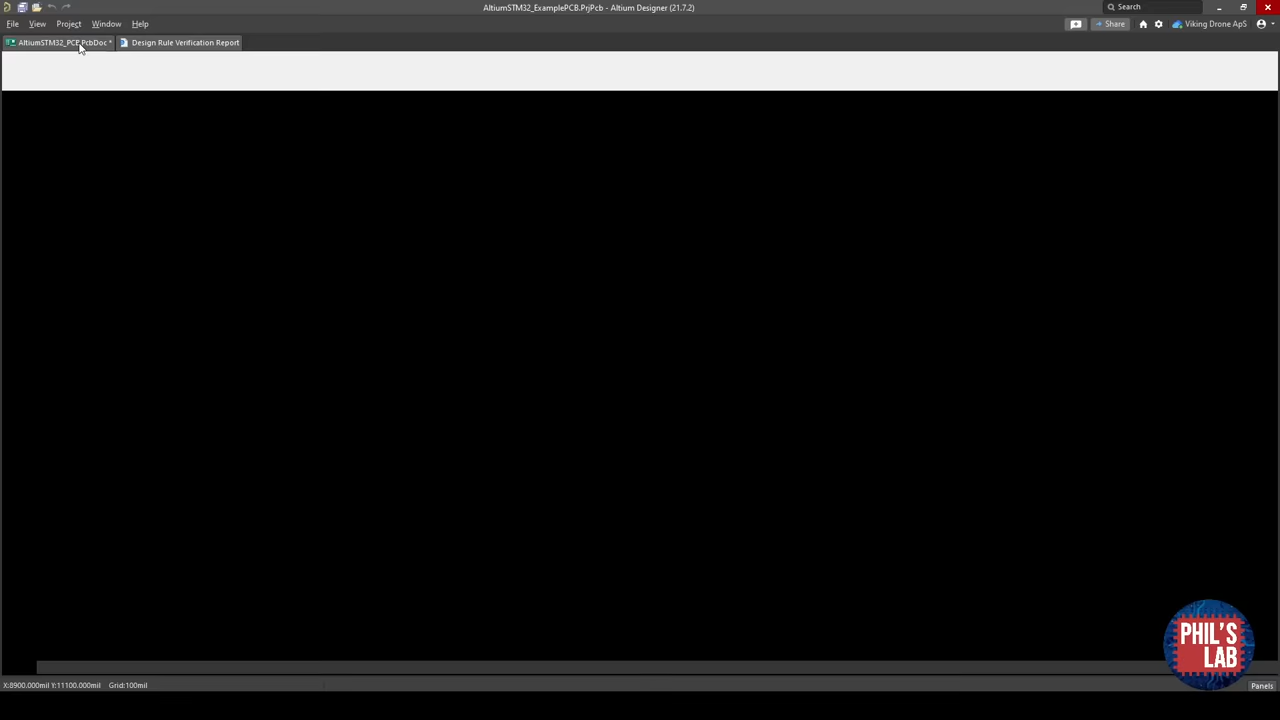 AltiumSTM32_ExamplePCB.PrjPcb - Altium Designer (21.7.2)
Search
File View Project Window Help
Share
Viking Drone ApS
AltiumSTM32_PCB.PcbDoc *
Design Rule Verification Report
PHIL'S
LAB
X:8900.000mil Y:11100.000mil Grid:100mil
Panels